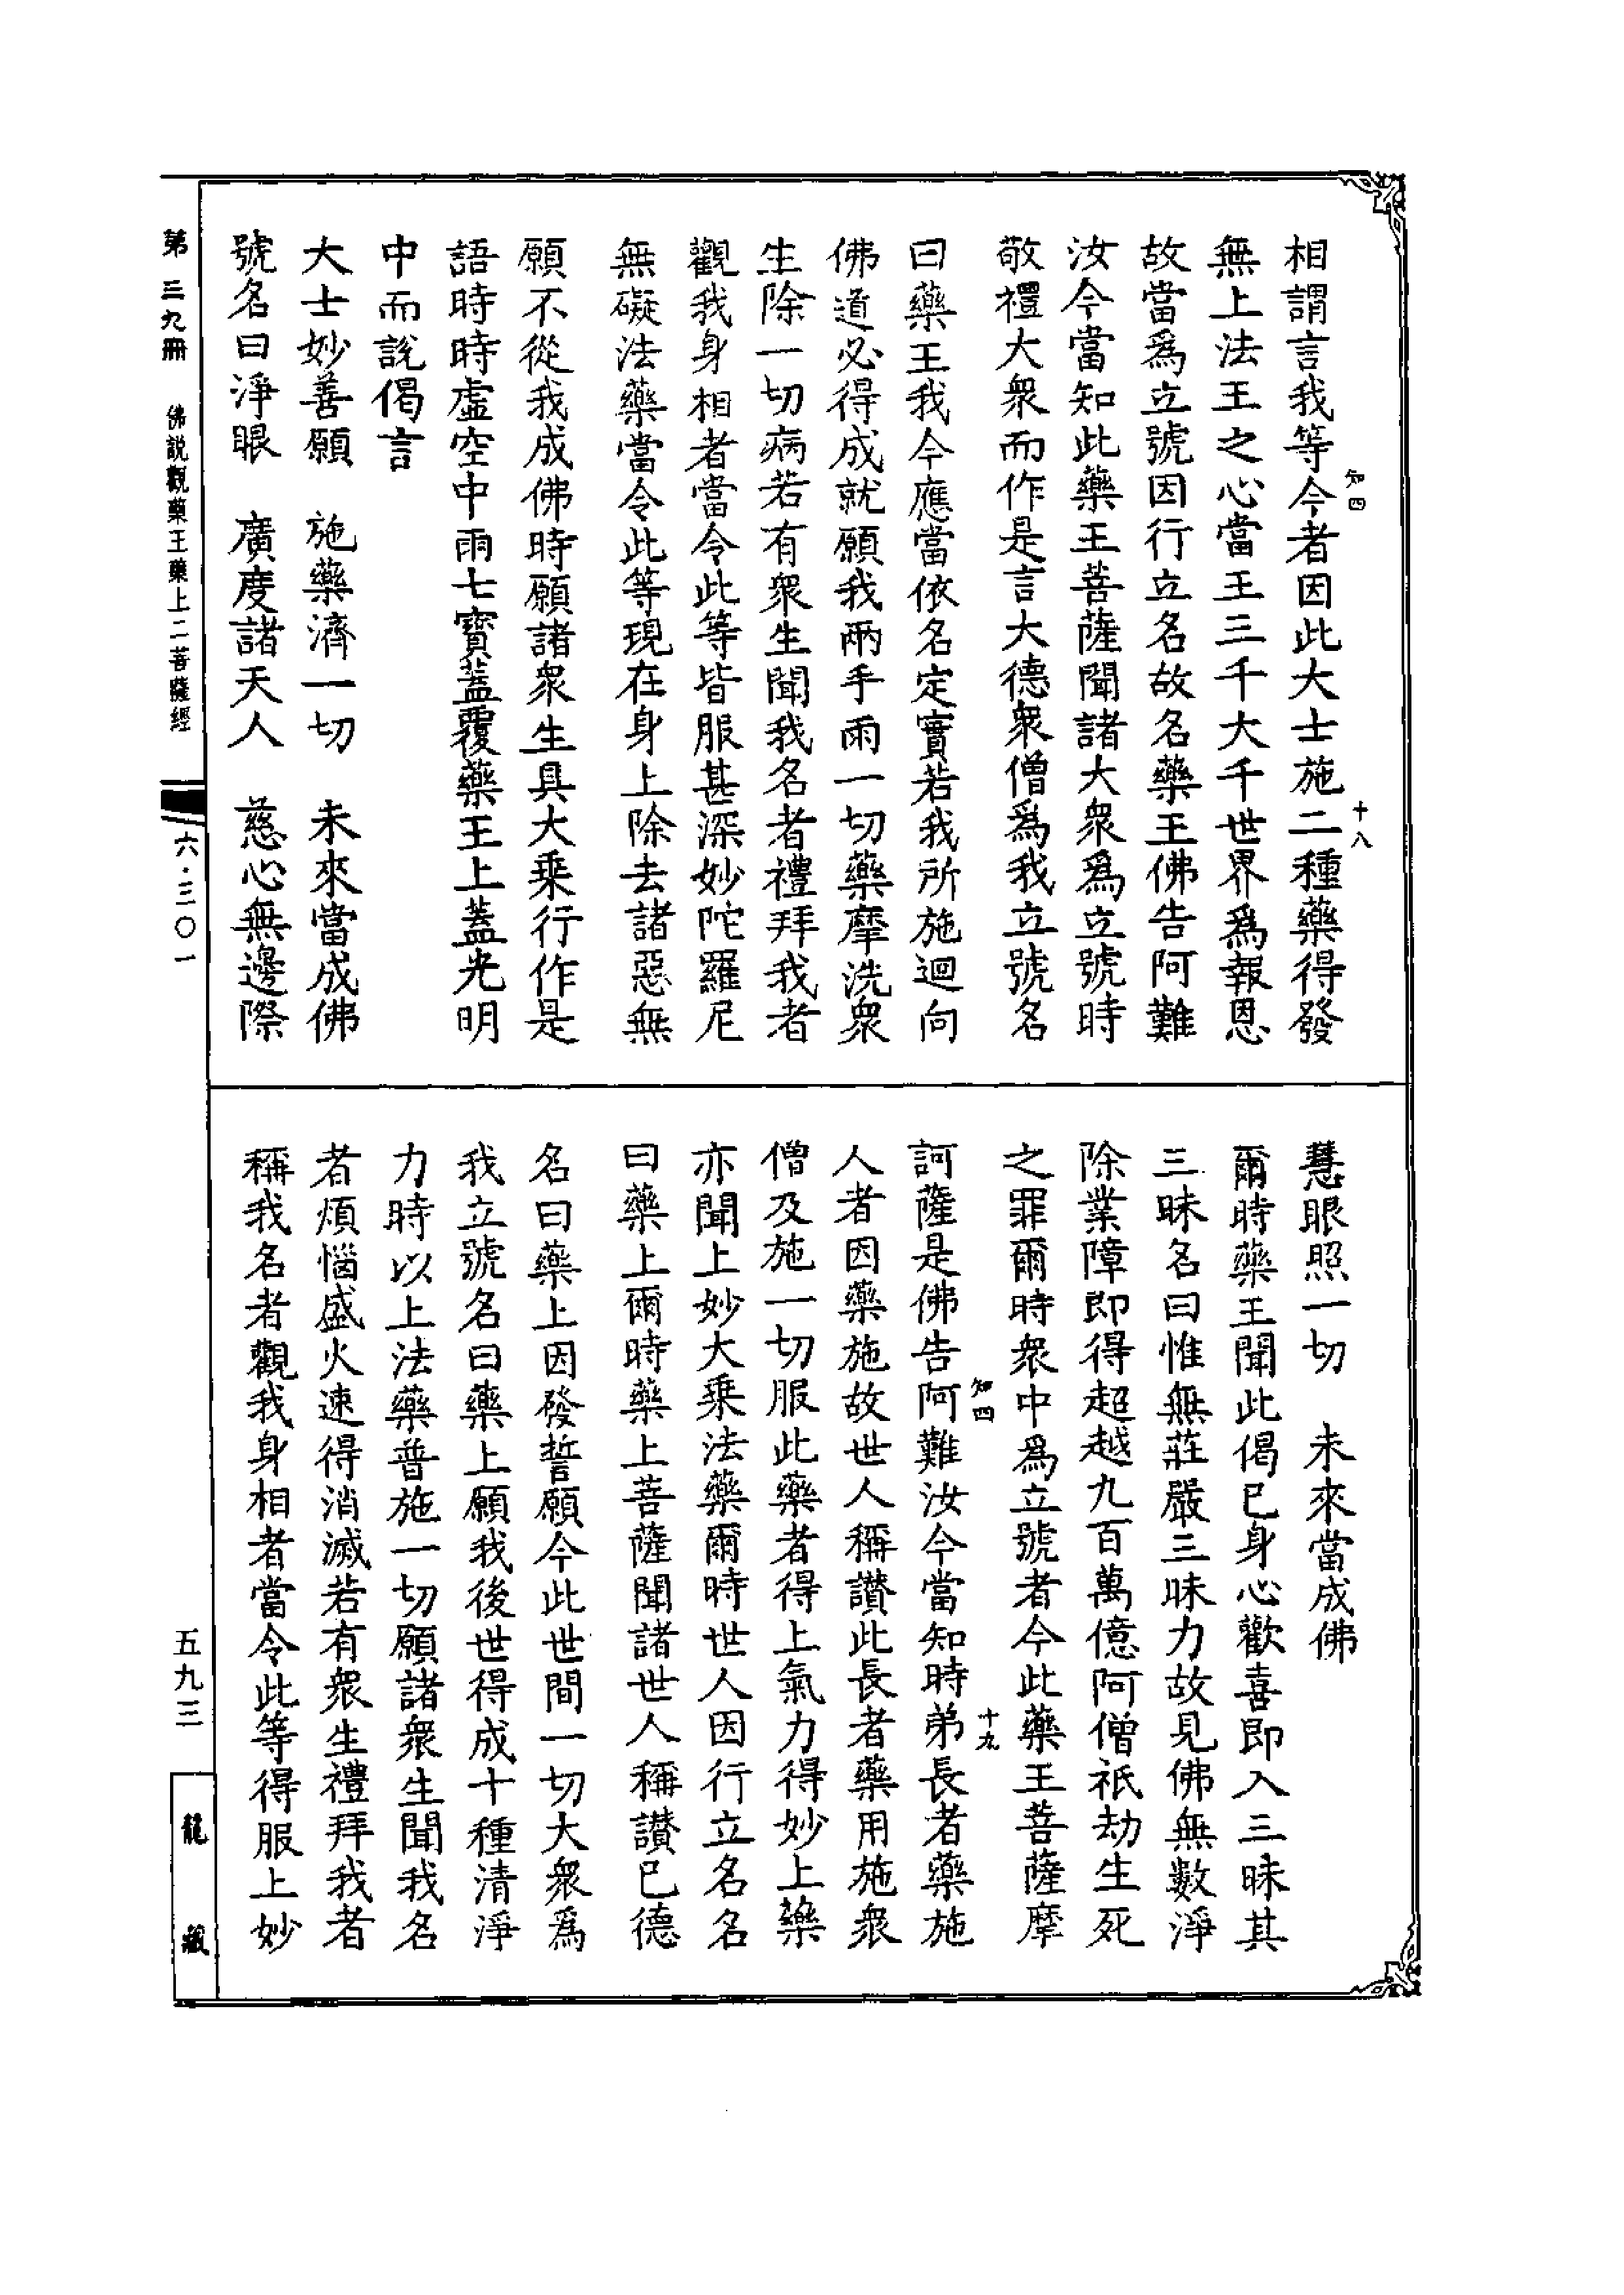 相謂言我等今者因此大士施二種藥得發
無上法王之心當王三千大千世界爲報恩
故當爲立號因行立名故名藥王佛告阿難
汝今當知此藥王菩薩聞諸大衆爲立號時
敬禮大衆而作是言大德衆僧爲我立號名
曰藥王我今應當依名定實若我所施迴向
佛道必得成就願我兩手雨一切藥摩洗衆
生除一切病若有衆生聞我名者禮拜我者
觀我身相者當令此等皆服甚深妙陀羅尼
無礙法藥當令此等現在身上除去諸惡無
願不從我成佛時願諸衆生具大乘行作是
語時時虛空中雨七寶蓋覆藥王上蓋光明
中而說偈言
大士妙善願　施藥濟一切　未來當成佛
號名曰淨眼　廣度諸天人　慈心無邊際
慧眼照一切　未來當成佛
爾時藥王聞此偈已身心歡喜即入三昧其
三昧名曰惟無莊嚴三昧力故見佛無數淨
除業障即得超越九百萬億阿僧祇劫生死
之罪爾時衆中爲立號者今此藥王菩薩摩
訶薩是佛告阿難汝今當知時弟長者藥施
人者因藥施故世人稱讚此長者藥用施衆
僧及施一切服此藥者得上氣力得妙上藥
亦聞上妙大乘法藥爾時世人因行立名名
曰藥上爾時藥上菩薩聞諸世人稱讚已德
名曰藥上因發誓願今此世間一切大衆爲
我立號名曰藥上願我後世得成十種清淨
力時以上法藥普施一切願諸衆生聞我名
者煩惱盛火速得消滅若有衆生禮拜我者
稱我名者觀我身相者當令此等得服上妙
知四
十八
知四
十九
第三九冊　佛說觀藥王藥上二菩薩經
六·三〇一
五九三
龍藏